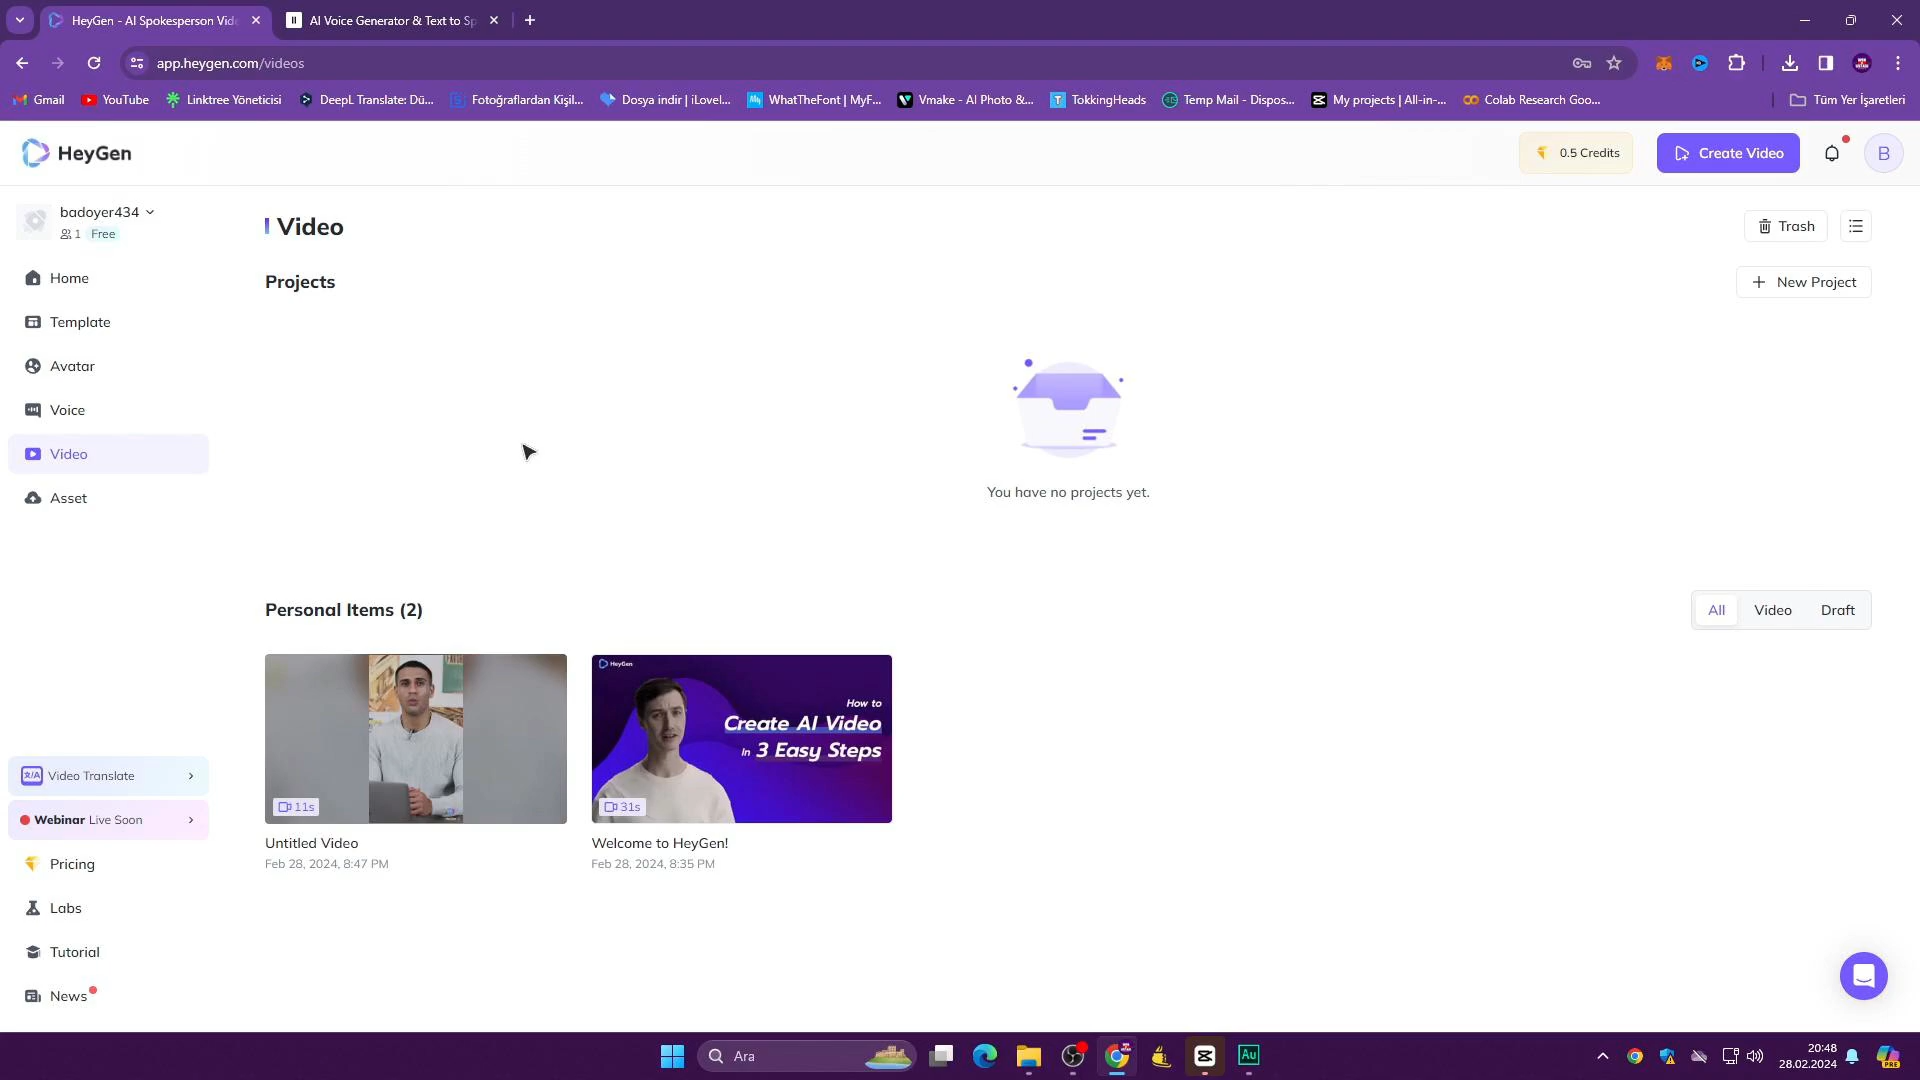 HeyGen - AI Spokesperson Vide
AI Voice Generator & Text to Sp
app.heygen.com/videos
Gmail
YouTube
Linktree Yöneticisi
DeepL Translate: Dü...
Fotoğraflardan Kişil...
Dosya indir | iLoveI...
WhatTheFont | MyF...
Vmake - AI Photo &...
TokkingHeads
Temp Mail - Dispos...
My projects | All-in-...
Colab Research Goo...
Tüm Yer İşaretleri
HeyGen
0.5 Credits
Create Video
B
badoyer434
1 Free
Home
Template
Avatar
Voice
Video
Asset
Video Translate
Webinar Live Soon
Pricing
Labs
Tutorial
News
Video
Trash
Projects
New Project
You have no projects yet.
Personal Items (2)
All
Video
Draft
11s
Untitled Video
Feb 28, 2024, 8:47 PM
HeyGen
How to
Create AI Video
In 3 Easy Steps
31s
Welcome to HeyGen!
Feb 28, 2024, 8:35 PM
Ara
Au
20:48
28.02.2024
PRE